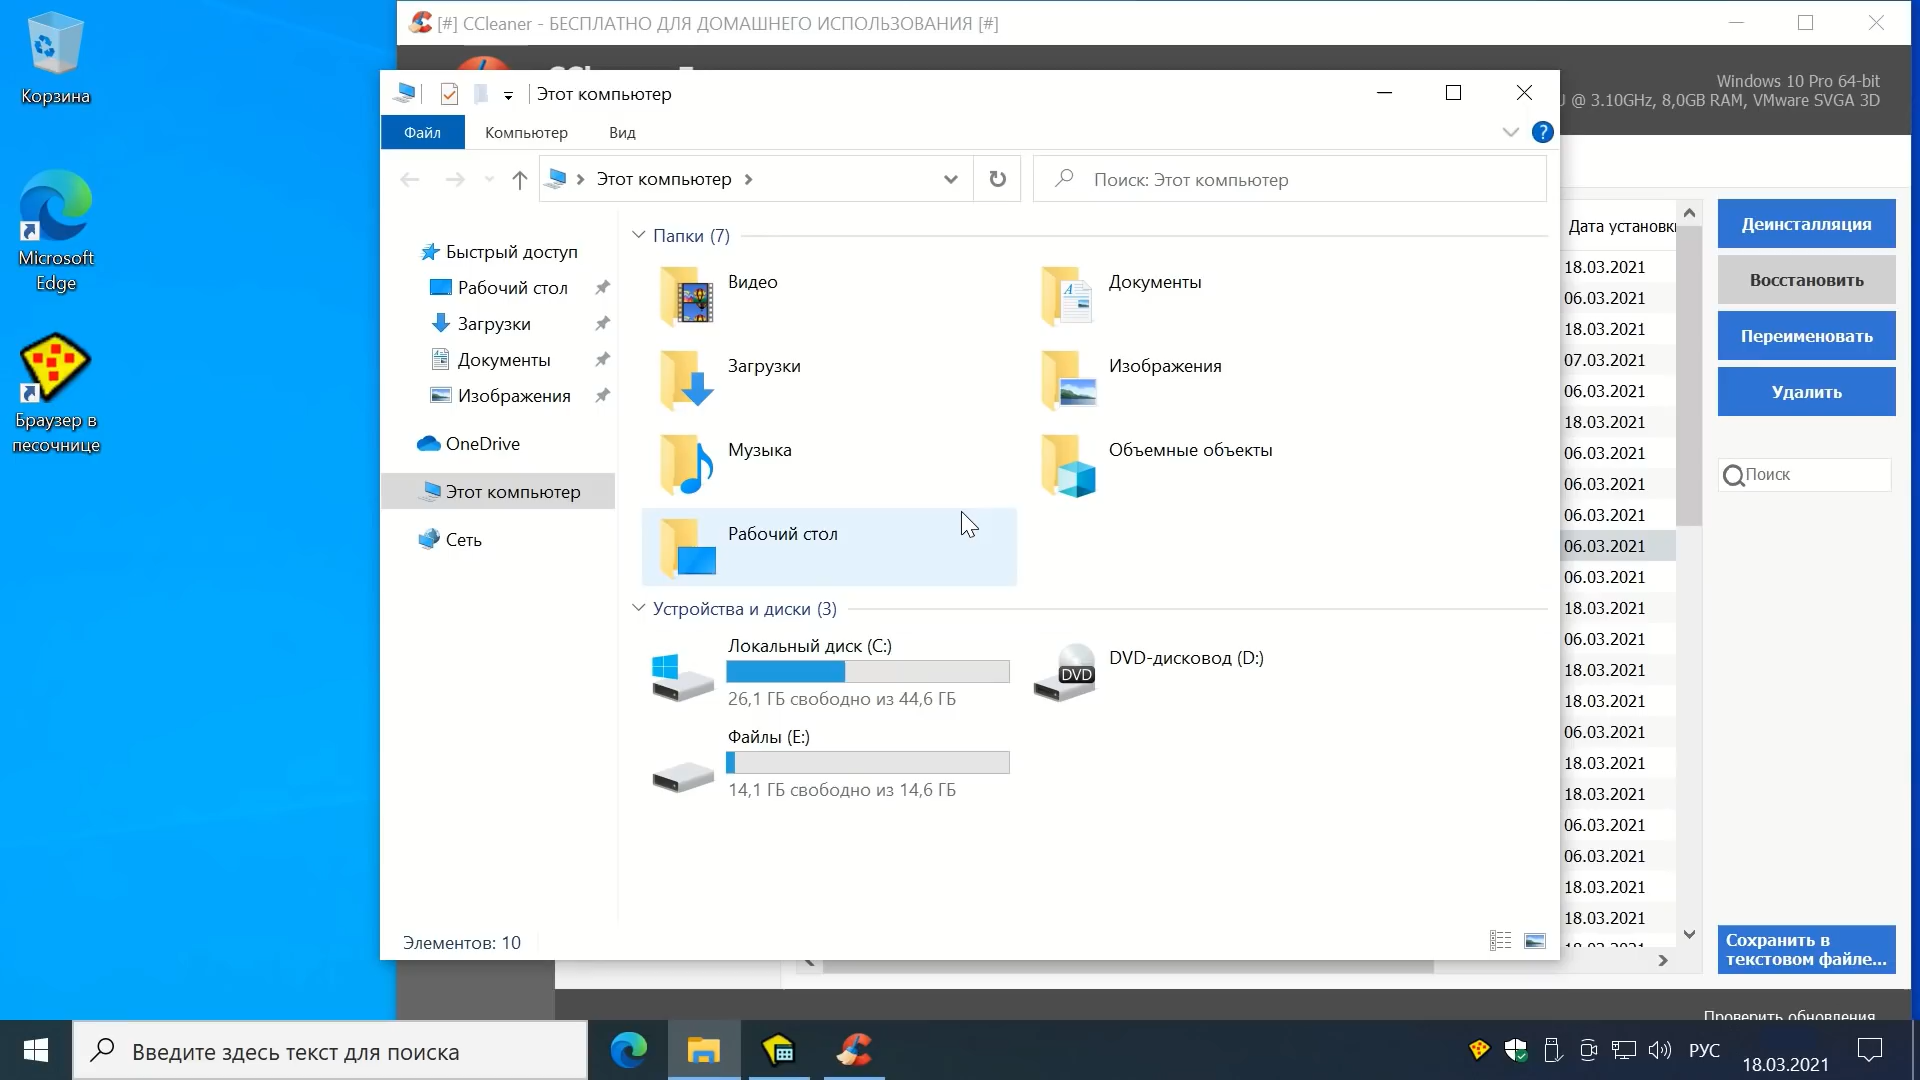 Корзина
Microsoft
Edge
Браузер в
песочнице
[#] CCleaner - БЕСПЛАТНО ДЛЯ ДОМАШНЕГО ИСПОЛЬЗОВАНИЯ [#]
Windows 10 Pro 64-bit
@ 3.10GHz, 8,0GB RAM, VMware SVGA 3D
Этот компьютер
Файл
Компьютер
Вид
Этот компьютер
Поиск: Этот компьютер
Быстрый доступ
Рабочий стол
Загрузки
Документы
Изображения
OneDrive
Этот компьютер
Сеть
Папки (7)
Видео
Документы
Загрузки
Изображения
Музыка
Объемные объекты
Рабочий стол
Устройства и диски (3)
Локальный диск (C:)
26,1 ГБ свободно из 44,6 ГБ
DVD
DVD-дисковод (D:)
Файлы (E:)
14,1 ГБ свободно из 14,6 ГБ
Элементов: 10
Дата установки
18.03.2021
06.03.2021
18.03.2021
07.03.2021
06.03.2021
18.03.2021
06.03.2021
06.03.2021
06.03.2021
06.03.2021
06.03.2021
18.03.2021
06.03.2021
18.03.2021
18.03.2021
06.03.2021
18.03.2021
18.03.2021
06.03.2021
06.03.2021
18.03.2021
18.03.2021
Деинсталляция
Восстановить
Переименовать
Удалить
Поиск
Сохранить в
текстовом файле...
Проверить обновления
Введите здесь текст для поиска
РУС
18.03.2021